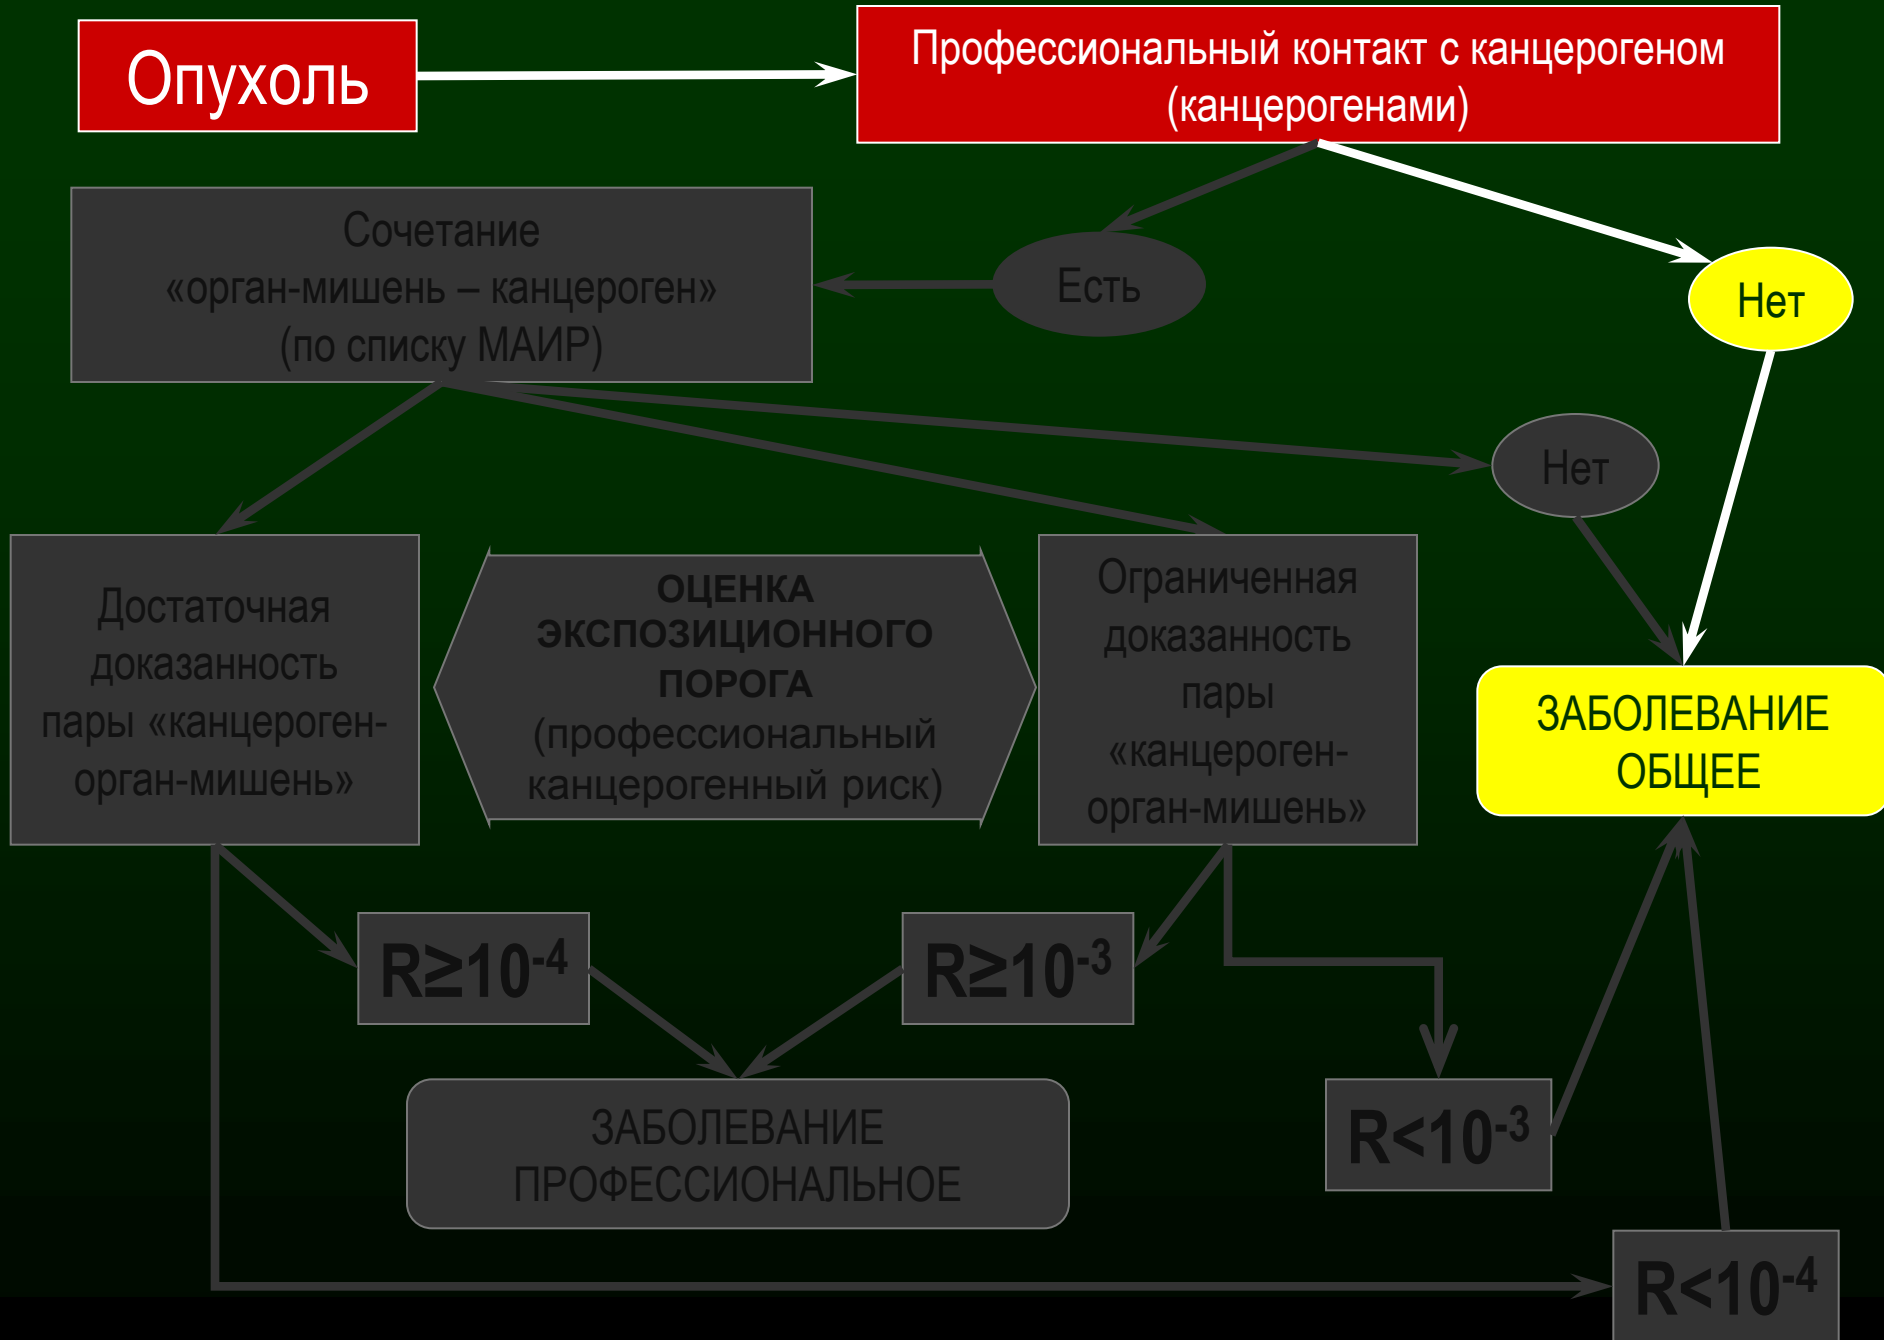 Опухоль
Профессиональный контакт с канцерогеном
(канцерогенами)
Сочетание
«орган-мишень – канцероген»
(по списку МАИР)
Есть
Нет
Нет
Достаточная
доказанность
пары «канцероген-
орган-мишень»
ОЦЕНКА
ЭКСПОЗИЦИОННОГО
ПОРОГА
(профессиональный
канцерогенный риск)
Ограниченная
доказанность
пары
«канцероген-
орган-мишень»
ЗАБОЛЕВАНИЕ
ОБЩЕЕ
R≥10⁻⁴
R≥10⁻³
ЗАБОЛЕВАНИЕ
ПРОФЕССИОНАЛЬНОЕ
R<10⁻³
R<10⁻⁴